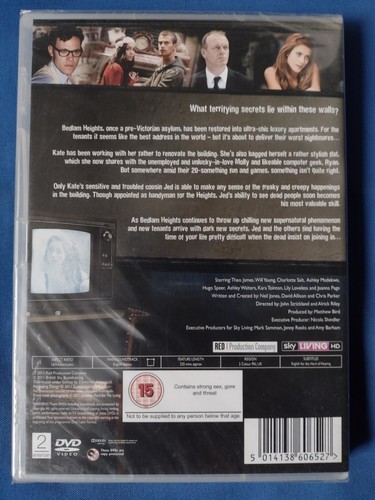 What terrifying secrets lie within these walls?
Bedlam Heights, once a pre-Victorian asylum, has been restored into ultra-chic luxury apartments. For the
tenants it seems like the best address in the world - but it's about to deliver their worst nightmares...
Kate has been working with her father to renovate the building. She's also bagged herself a rather stylish flat,
which she now shares with the unemployed and unlucky-in-love Molly and likeable computer geek, Ryan.
But somewhere amid their 20-something fun and games, something isn't quite right.
Only Kate's sensitive and troubled cousin Jed is able to make any sense of the freaky and creepy happenings
in the building. Though appointed as handyman for the Heights, Jed's ability to see dead people soon becomes
his most valuable skill.
As Bedlam Heights continues to throw up chilling new supernatural phenomenon
and new tenants arrive with dark new secrets, Jed and the others find having the
time of your life pretty difficult when the dead insist on joining in...
Starring Theo James, Will Young, Charlotte Salt, Ashley Madekwe,
Hugo Speer, Ashley Walters, Kara Tointon, Lily Loveless and Joanna Page
Written and Created by Neil Jones, David Allison and Chris Parker
Directed by John Strickland and Alrick Riley
Produced by Matthew Bird
Executive Producer: Nicola Shindler
Executive Producers for Sky Living: Mark Sammon, Jenny Rooks and Amy Barham
RED Production Company
sky LIVING HD
FEATURE LENGTH
REGION
SUBTITLES
2
DVD
VIDEO
15
Contains strong sex, gore
and threat
Not to be supplied to any person below that age.
5 014138 606527 >